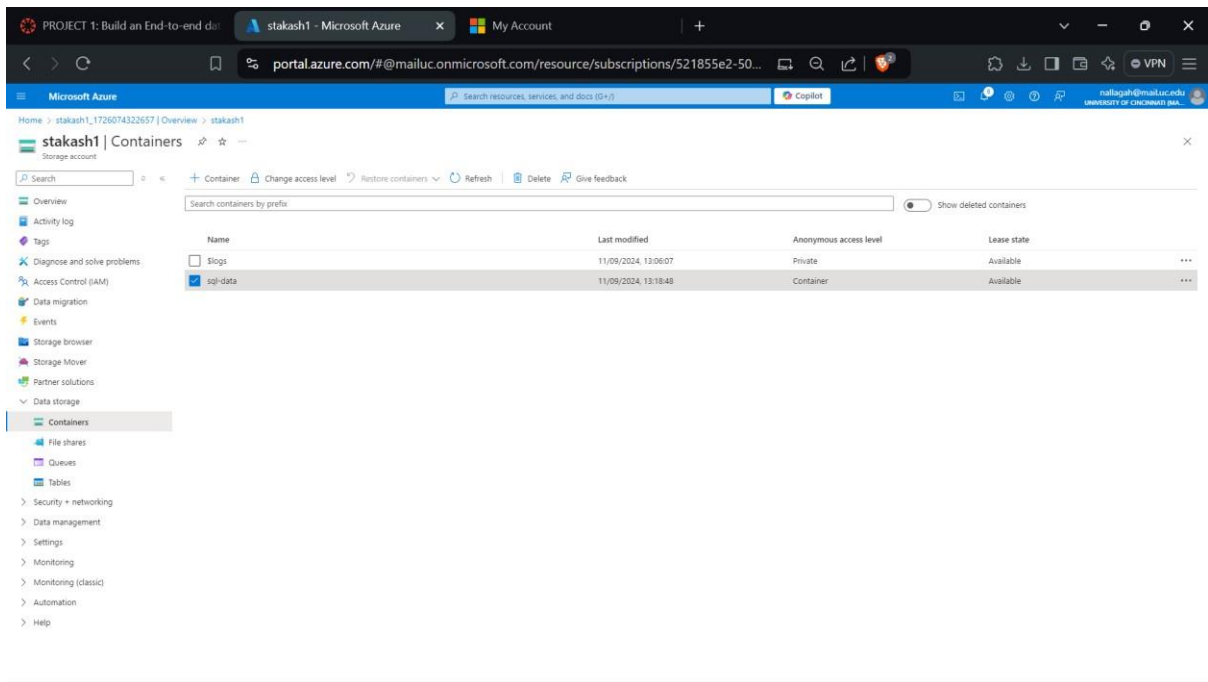 PROJECT 1: Build an End-to-end dat
stakash1 - Microsoft Azure
My Account
portal.azure.com/#@mailuc.onmicrosoft.com/resource/subscriptions/521855e2-50...
VPN
Microsoft Azure
Search resources, services, and docs (G+/)
Copilot
nallagah@mail.uc.edu
UNIVERSITY OF CINCINNATI (MA...
Home > stakash1_1726074322657 | Overview > stakash1
stakash1 | Containers
Storage account
Search
+ Container
Change access level
Restore containers
Refresh
Delete
Give feedback
Overview
Search containers by prefix
Show deleted containers
Activity log
Tags
Name Last modified Anonymous access level Lease state
Diagnose and solve problems
$logs 11/09/2024, 13:06:07 Private Available
Access Control (IAM)
sql-data 11/09/2024, 13:18:48 Container Available
Data migration
Events
Storage browser
Storage Mover
Partner solutions
Data storage
Containers
File shares
Queues
Tables
Security + networking
Data management
Settings
Monitoring
Monitoring (classic)
Automation
Help